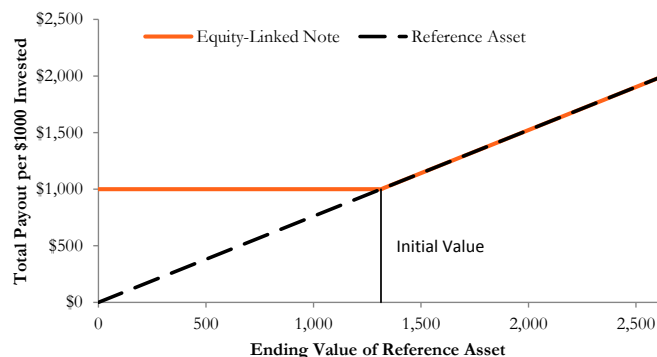 Total Payout per $1000 Invested
$2,500
$2,000
$1,500
$1,000
$500
$0
Equity-Linked Note
Reference Asset
Initial Value
0
500
1,000
1,500
2,000
2,500
Ending Value of Reference Asset